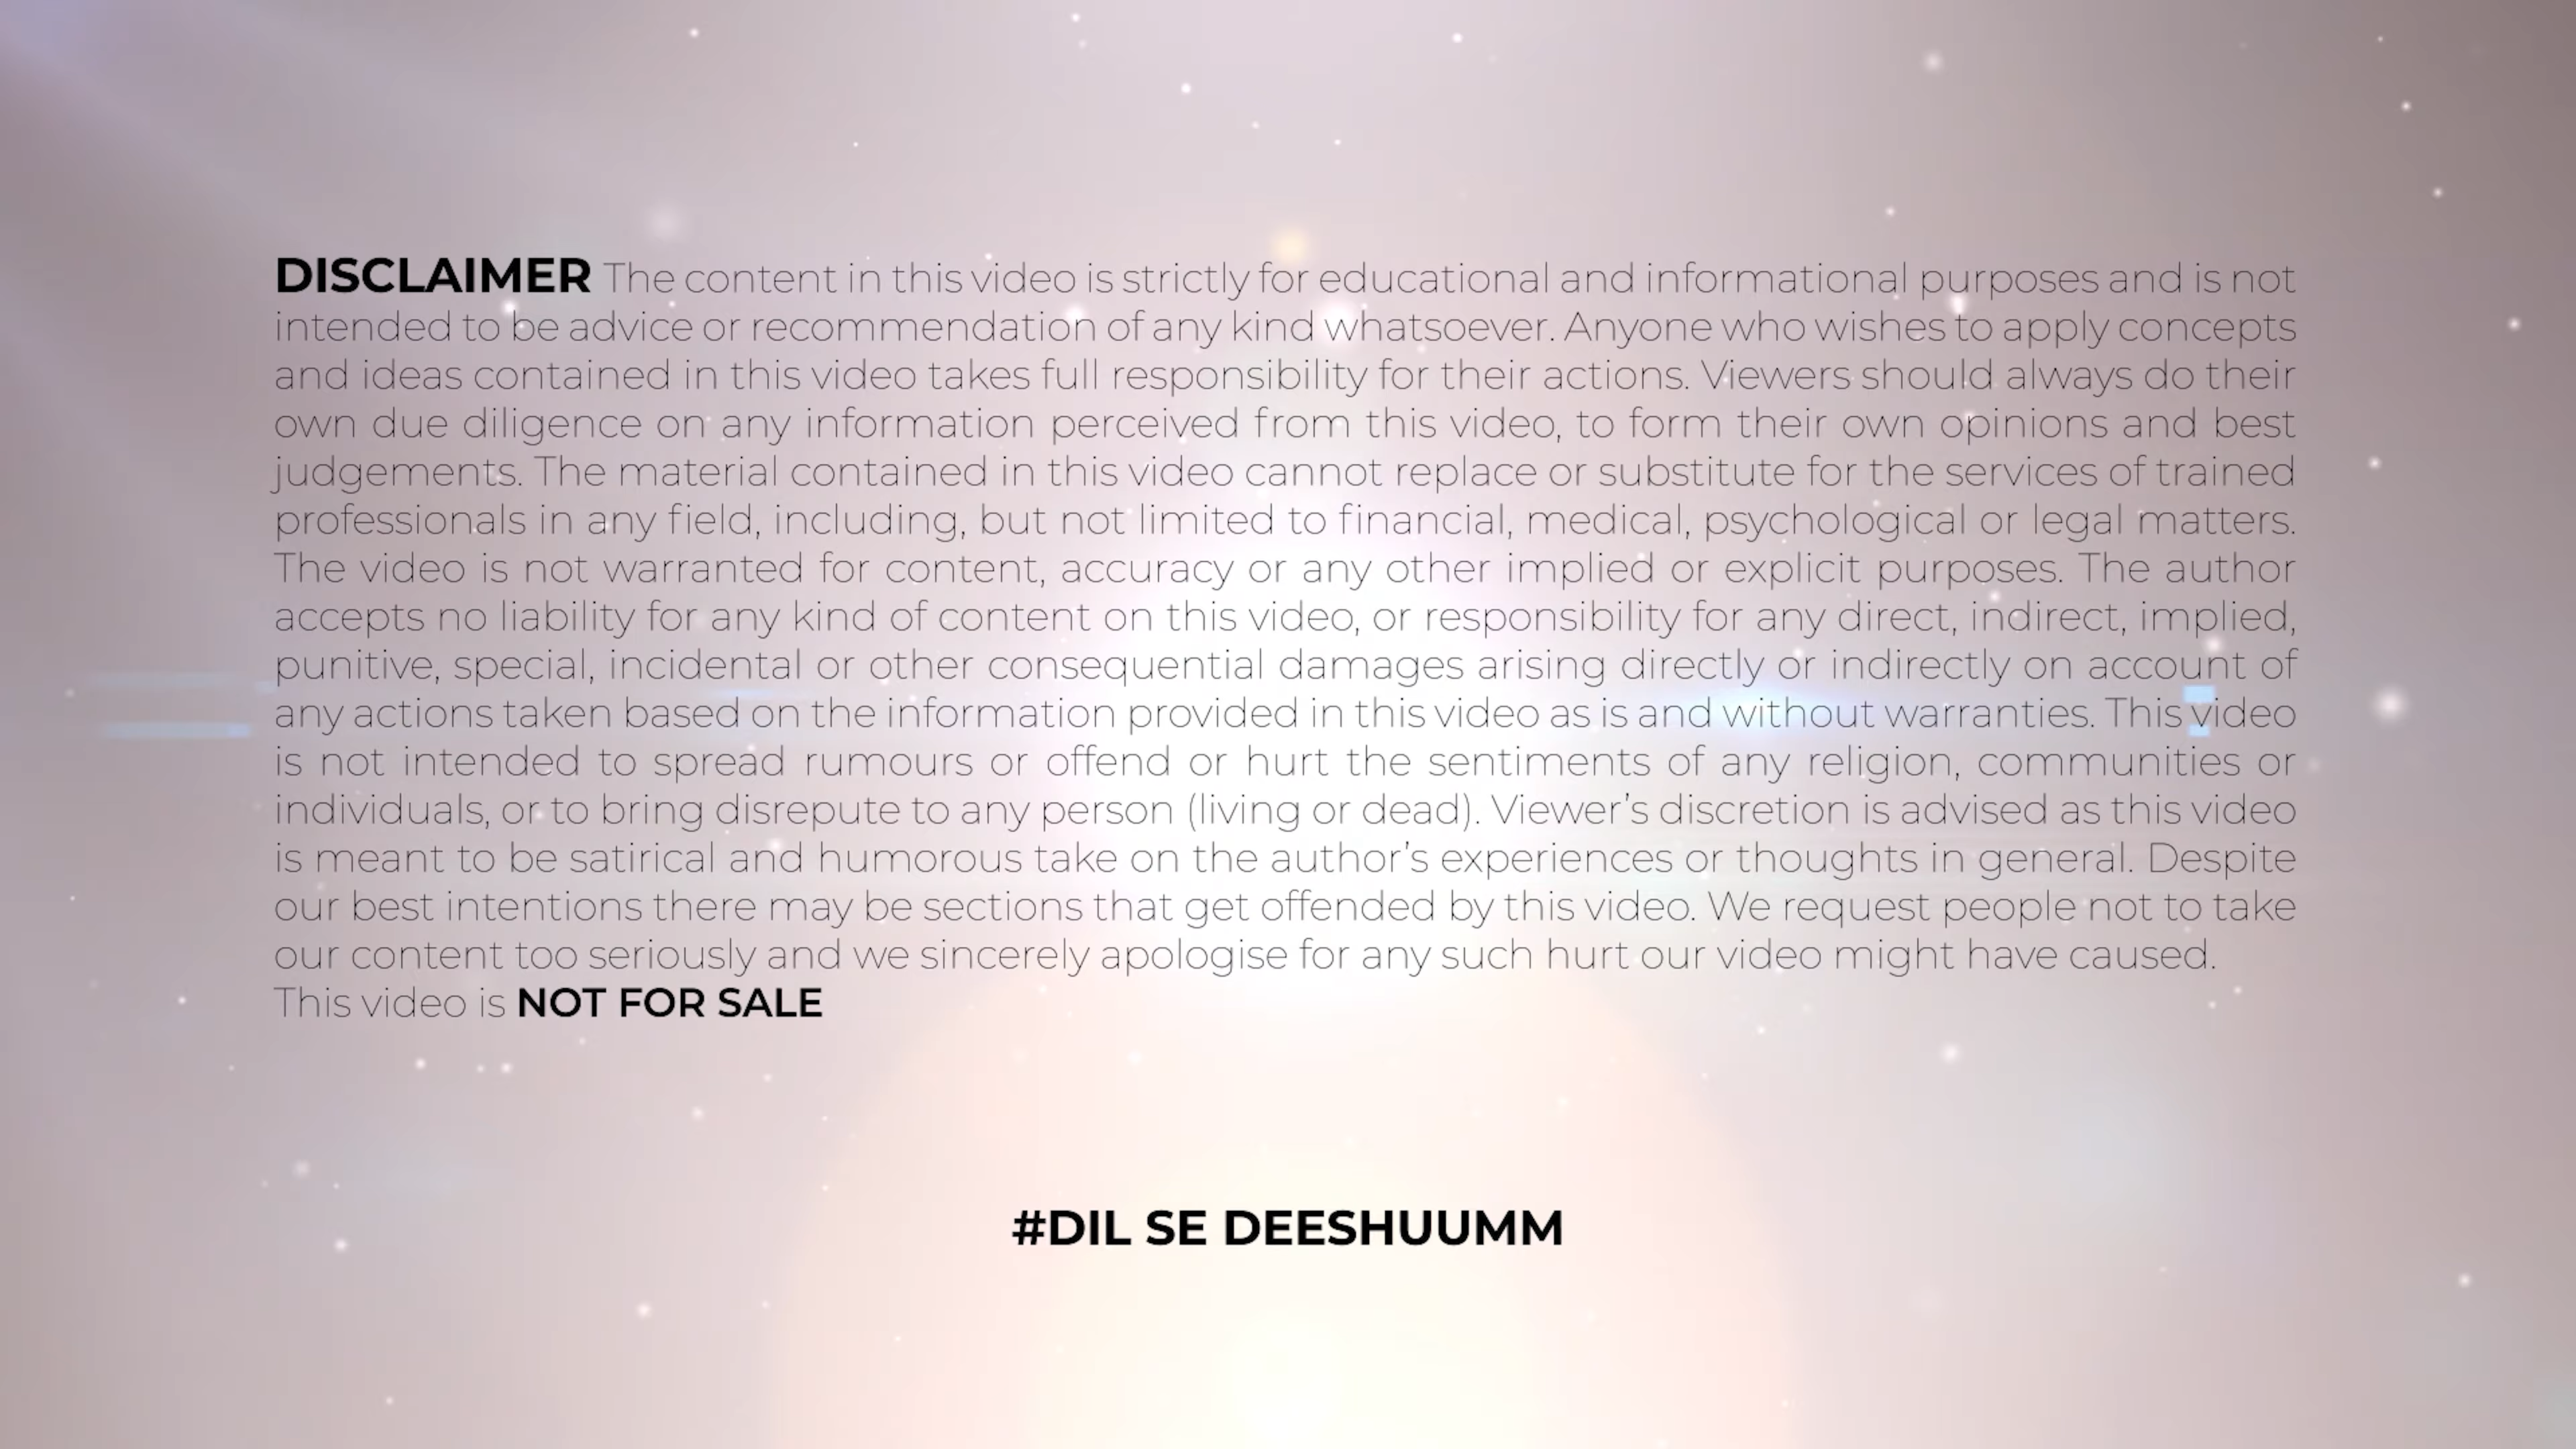 DISCLAIMER The content in this video is strictly for educational and informational purposes and is not
intended to be advice or recommendation of any kind whatsoever. Anyone who wishes to apply concepts
and ideas contained in this video takes full responsibility for their actions. Viewers should always do their
own due diligence on any information perceived from this video, to form their own opinions and best
judgements. The material contained in this video cannot replace or substitute for the services of trained
professionals in any field, including, but not limited to financial, medical, psychological or legal matters.
The video is not warranted for content, accuracy or any other implied or explicit purposes. The author
accepts no liability for any kind of content on this video, or responsibility for any direct, indirect, implied,
punitive, special, incidental or other consequential damages arising directly or indirectly on account of
any actions taken based on the information provided in this video as is and without warranties. This video
is not intended to spread rumours or offend or hurt the sentiments of any religion, communities or
individuals, or to bring disrepute to any person (living or dead). Viewer's discretion is advised as this video
is meant to be satirical and humorous take on the author's experiences or thoughts in general. Despite
our best intentions there may be sections that get offended by this video. We request people not to take
our content too seriously and we sincerely apologise for any such hurt our video might have caused.
This video is NOT FOR SALE
#DIL SE DEESHUUMM